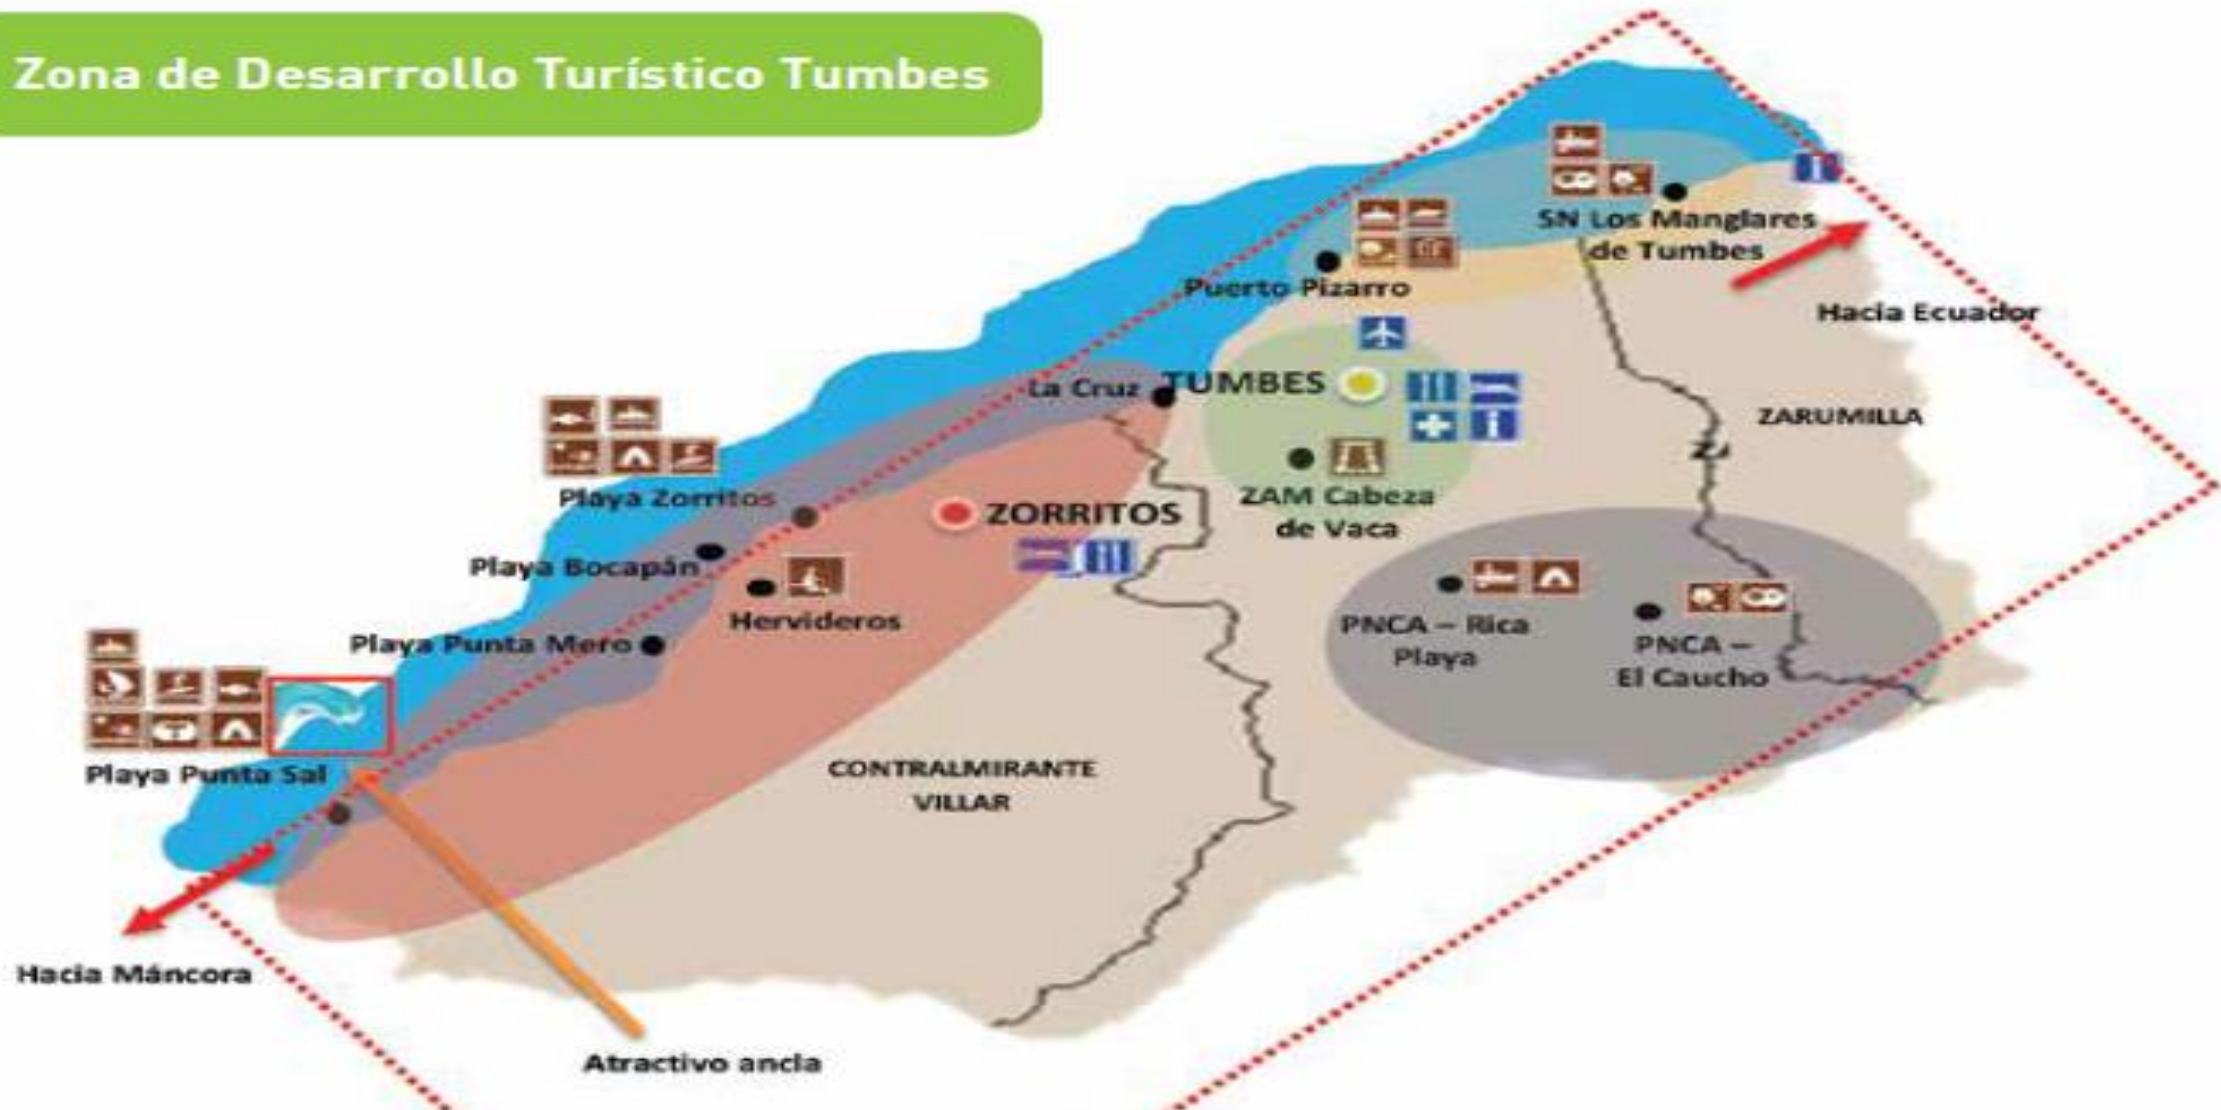 Zona de Desarrollo Turístico Tumbes
SN Los Manglares
de Tumbes
Puerto Pizarro
Hacia Ecuador
La Cruz
TUMBES
ZARUMILLA
Playa Zorritos
ZAM Cabeza
de Vaca
ZORRITOS
Playa Bocapán
Hervideros
Playa Punta Mero
PNCA – Rica
Playa
PNCA –
El Caucho
Playa Punta Sal
CONTRALMIRANTE
VILLAR
Hacia Máncora
Atractivo ancla